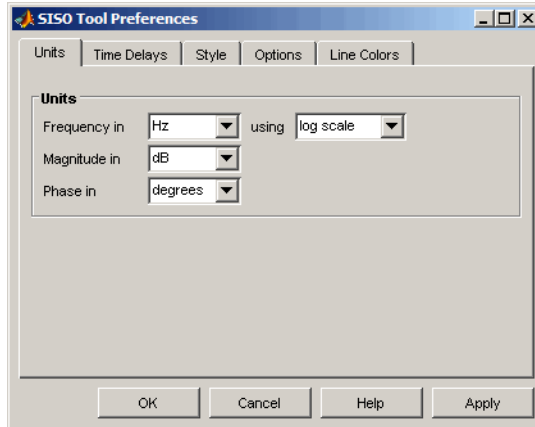 SISO Tool Preferences
Units Time Delays Style Options Line Colors
Units
Frequency in Hz using log scale
Magnitude in dB
Phase in degrees
OK Cancel Help Apply